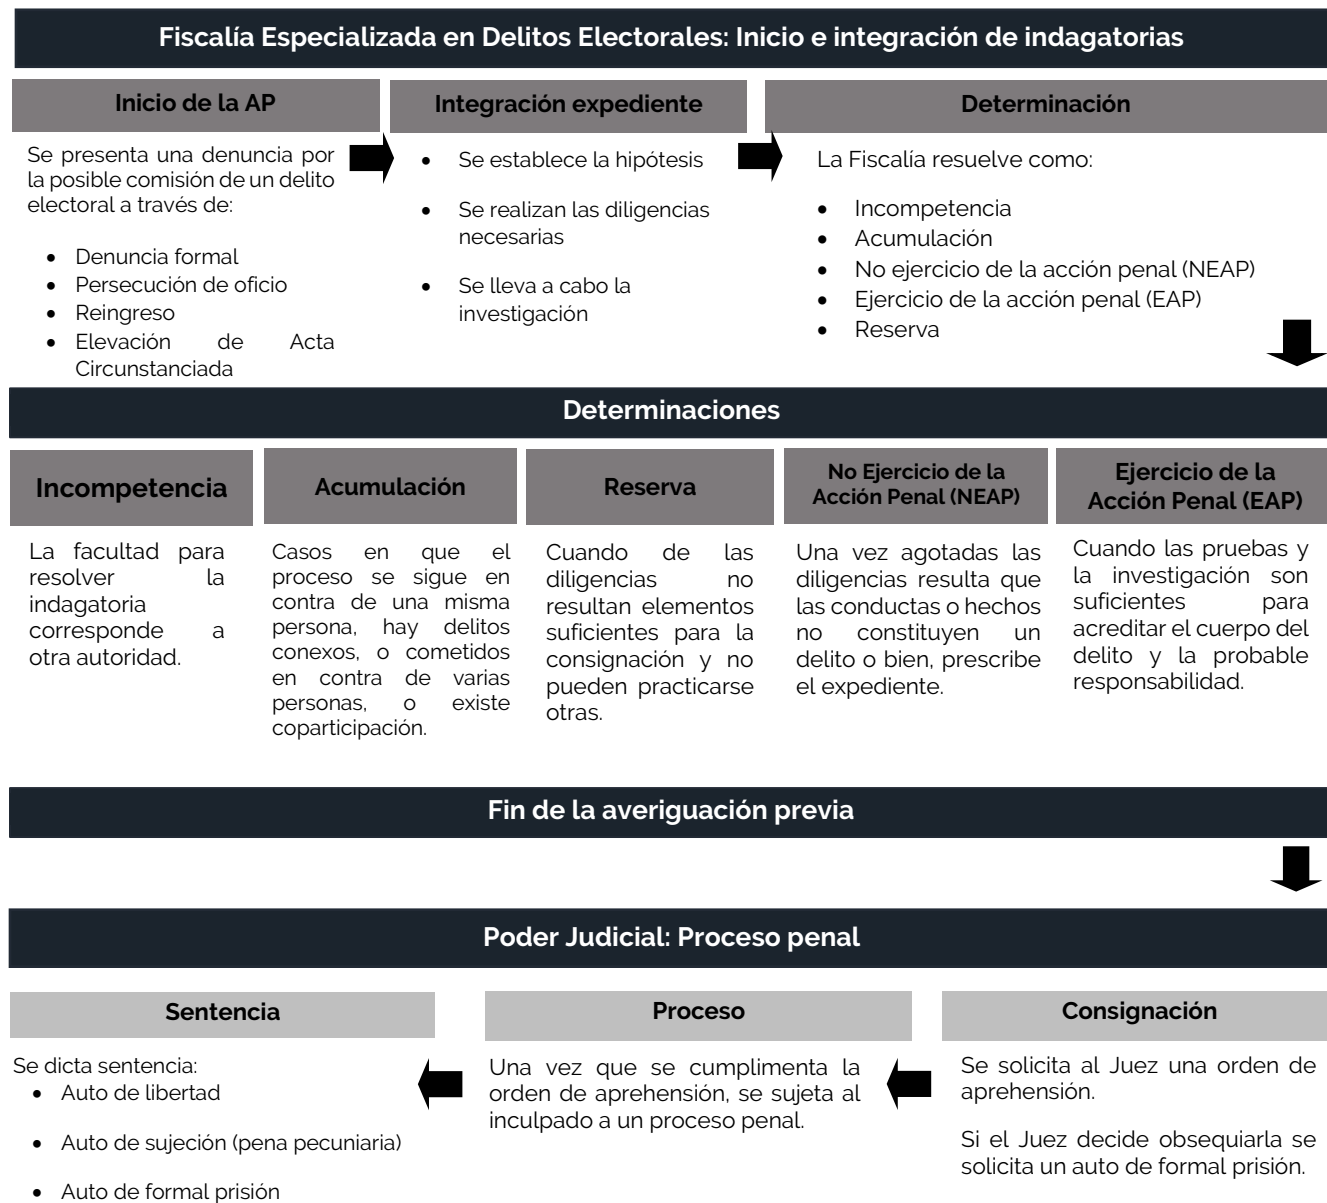 Fiscalía Especializada en Delitos Electorales: Inicio e integración de indagatorias
Inicio de la AP
Se presenta una denuncia por
la posible comisión de un delito
electoral a través de:
• Denuncia formal
• Persecución de oficio
• Reingreso
• Elevación de Acta
Circunstanciada
Integración expediente
• Se establece la hipótesis
• Se realizan las diligencias
necesarias
• Se lleva a cabo la
investigación
Determinación
La Fiscalía resuelve como:
• Incompetencia
• Acumulación
• No ejercicio de la acción penal (NEAP)
• Ejercicio de la acción penal (EAP)
• Reserva
Determinaciones
Incompetencia
La facultad para
resolver la
indagatoria
corresponde a
otra autoridad.
Acumulación
Casos en que el
proceso se sigue en
contra de una misma
persona, hay delitos
conexos, o cometidos
en contra de varias
personas, o existe
coparticipación.
Reserva
Cuando de las
diligencias no
resultan elementos
suficientes para la
consignación y no
pueden practicarse
otras.
No Ejercicio de la
Acción Penal (NEAP)
Una vez agotadas las
diligencias resulta que
las conductas o hechos
no constituyen un
delito o bien, prescribe
el expediente.
Ejercicio de la
Acción Penal (EAP)
Cuando las pruebas y
la investigación son
suficientes para
acreditar el cuerpo del
delito y la probable
responsabilidad.
Fin de la averiguación previa
Poder Judicial: Proceso penal
Sentencia
Se dicta sentencia:
• Auto de libertad
• Auto de sujeción (pena pecuniaria)
• Auto de formal prisión
Proceso
Una vez que se cumplimenta la
orden de aprehensión, se sujeta al
inculpado a un proceso penal.
Consignación
Se solicita al Juez una orden de
aprehensión.
Si el Juez decide obsequiarla se
solicita un auto de formal prisión.